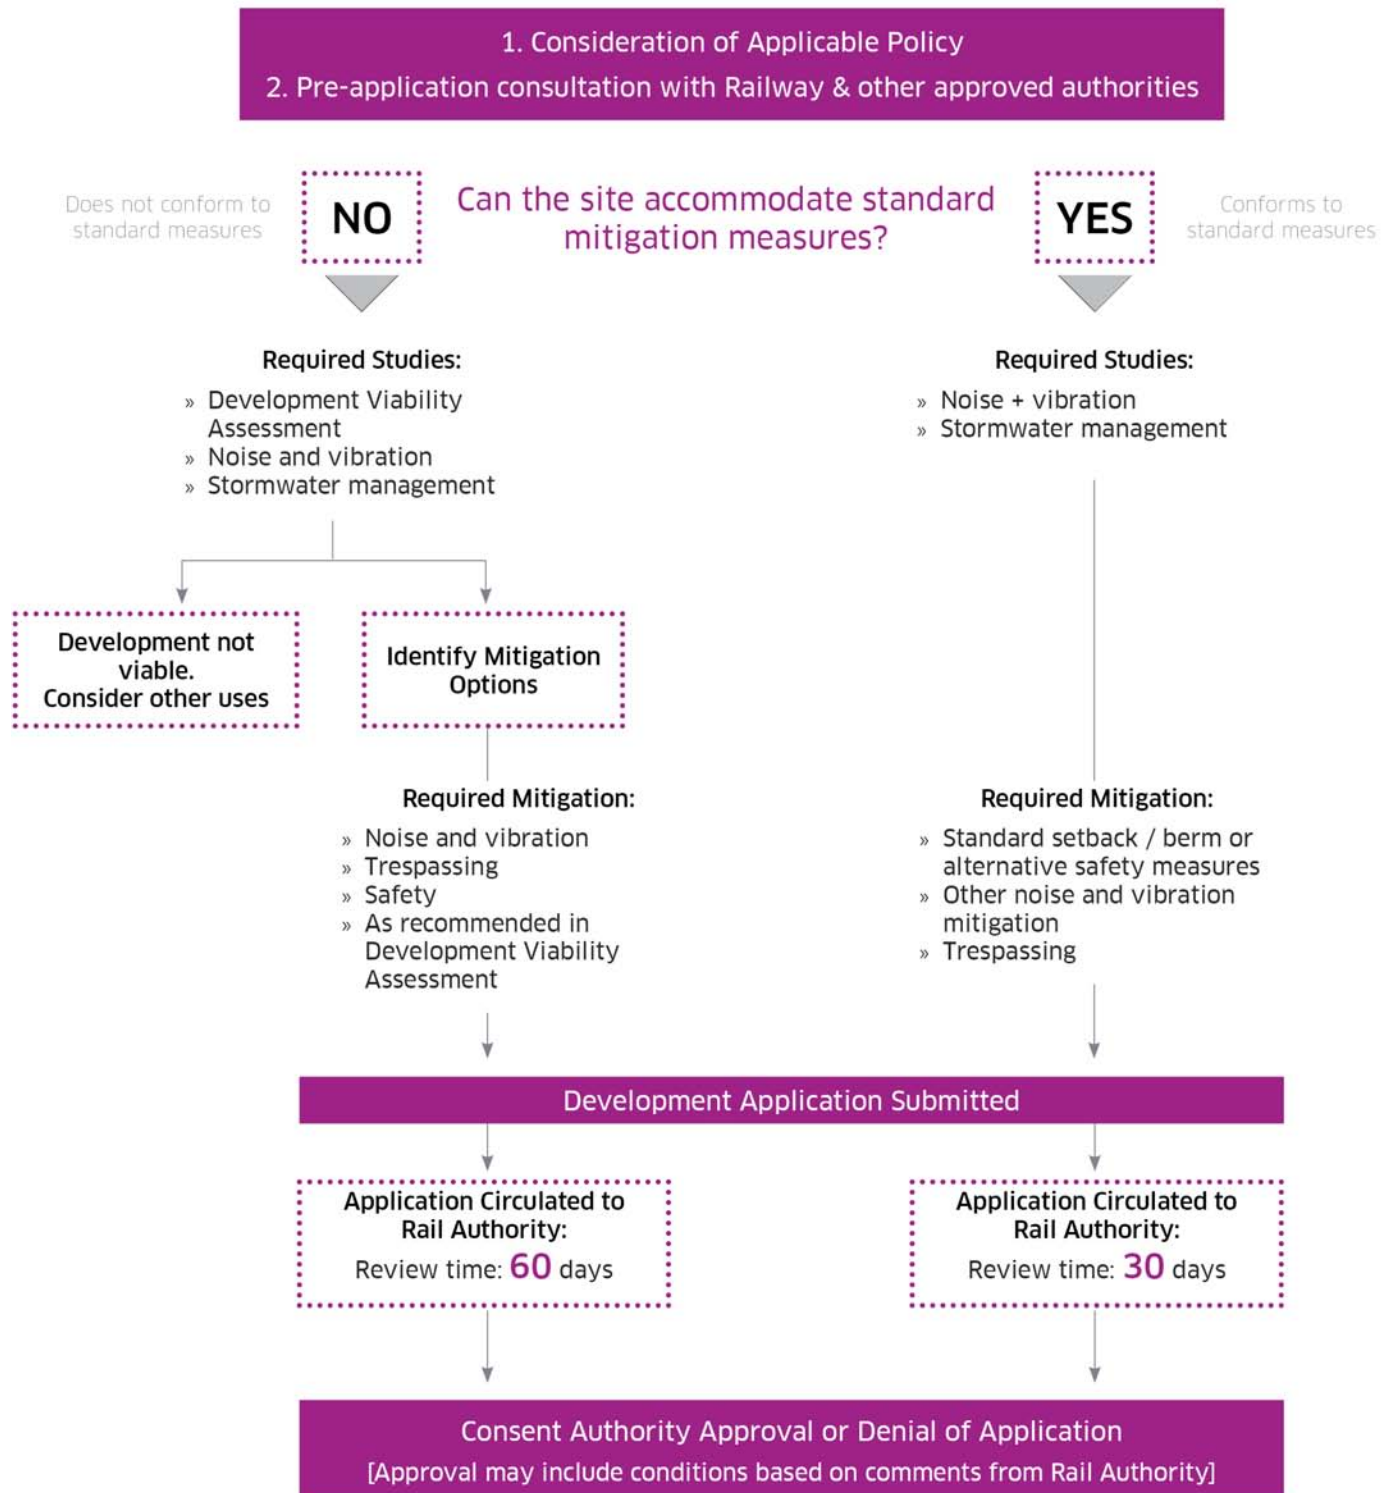 1. Consideration of Applicable Policy
2. Pre-application consultation with Railway & other approved authorities
Does not conform to
standard measures
NO
Can the site accommodate standard
mitigation measures?
YES
Conforms to
standard measures
Required Studies:
» Development Viability
Assessment
» Noise and vibration
» Stormwater management
Required Studies:
» Noise + vibration
» Stormwater management
Development not
viable.
Consider other uses
Identify Mitigation
Options
Required Mitigation:
» Noise and vibration
» Trespassing
» Safety
» As recommended in
Development Viability
Assessment
Required Mitigation:
» Standard setback / berm or
alternative safety measures
» Other noise and vibration
mitigation
» Trespassing
Development Application Submitted
Application Circulated to
Rail Authority:
Review time: 60 days
Application Circulated to
Rail Authority:
Review time: 30 days
Consent Authority Approval or Denial of Application
[Approval may include conditions based on comments from Rail Authority]